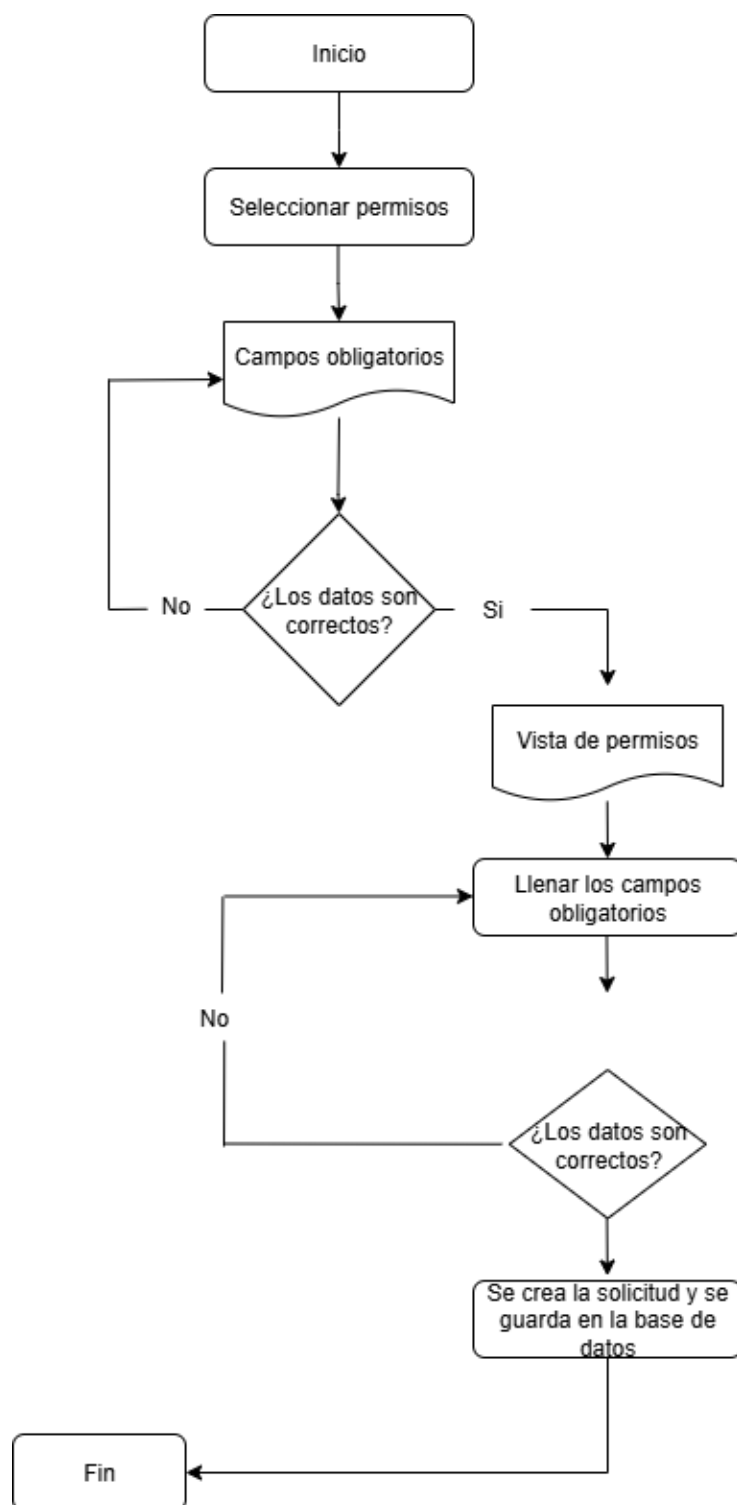 Inicio
Seleccionar permisos
Campos obligatorios
¿Los datos son
correctos?
No
Si
Vista de permisos
Llenar los campos
obligatorios
No
¿Los datos son
correctos?
Se crea la solicitud y se
guarda en la base de
datos
Fin